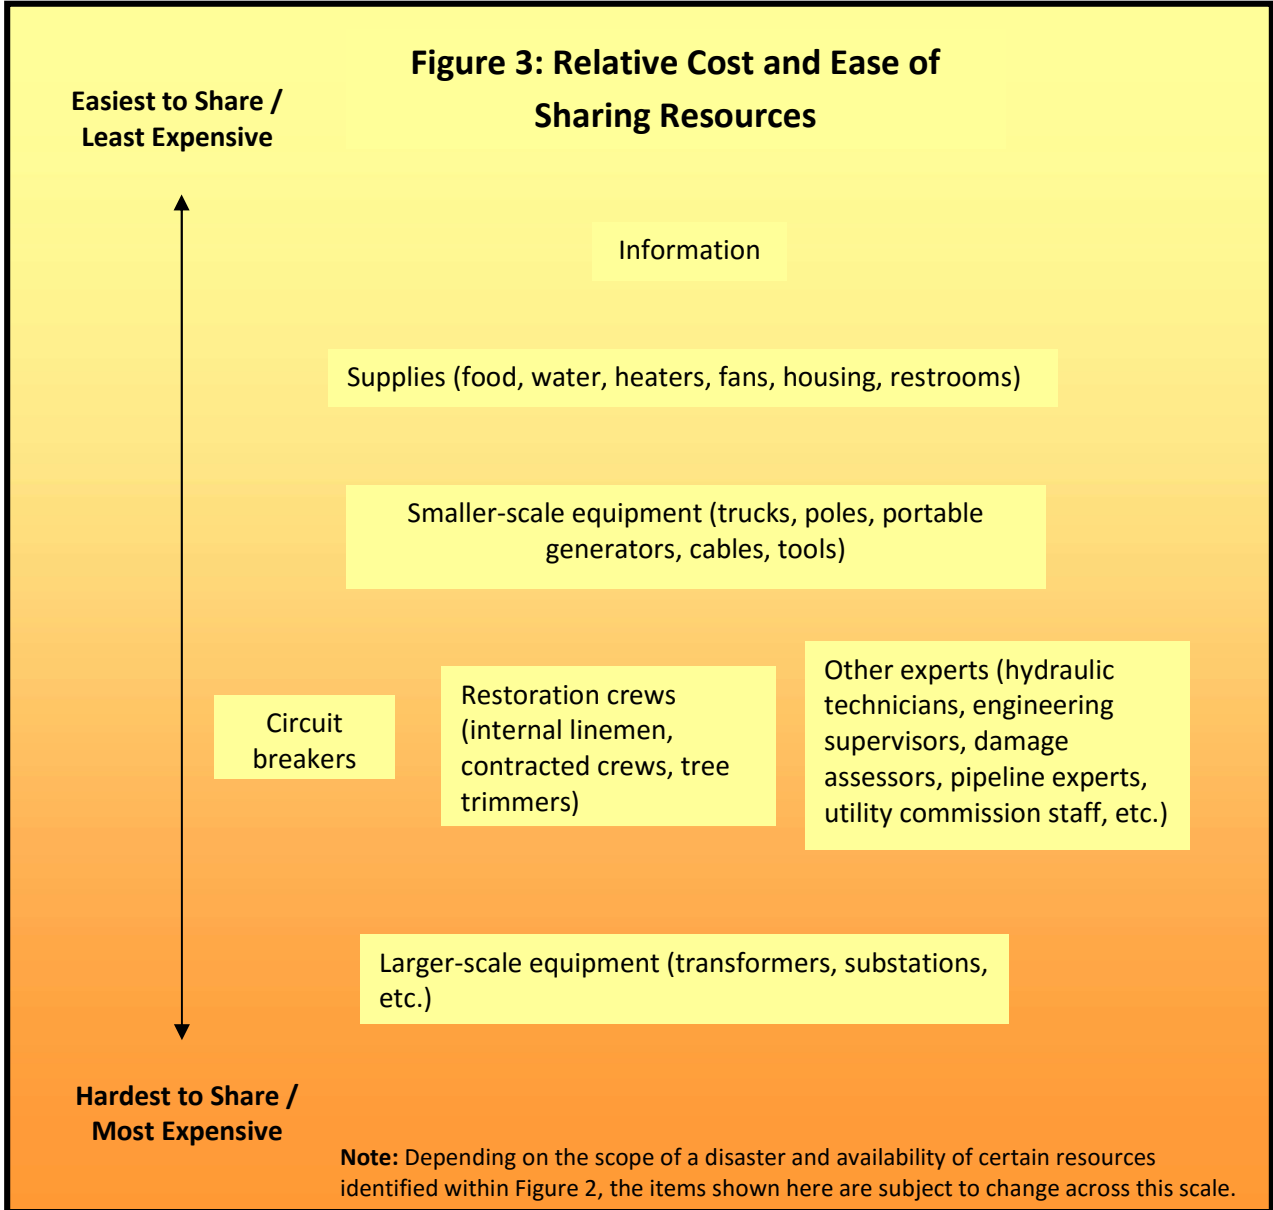 Figure 3: Relative Cost and Ease of
Sharing Resources
Easiest to Share /
Least Expensive
Information
Supplies (food, water, heaters, fans, housing, restrooms)
Smaller-scale equipment (trucks, poles, portable
generators, cables, tools)
Circuit
breakers
Restoration crews
(internal linemen,
contracted crews, tree
trimmers)
Other experts (hydraulic
technicians, engineering
supervisors, damage
assessors, pipeline experts,
utility commission staff, etc.)
Larger-scale equipment (transformers, substations,
etc.)
Hardest to Share /
Most Expensive
Note: Depending on the scope of a disaster and availability of certain resources
identified within Figure 2, the items shown here are subject to change across this scale.